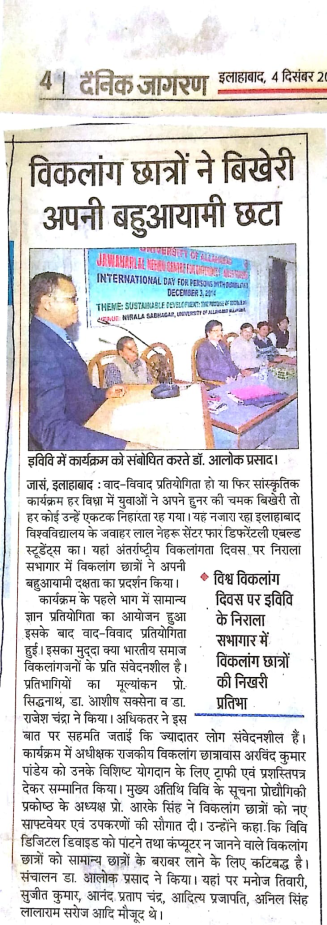 4 | दैनिक जागरण इलाहाबाद, 4 दिसंबर 20
विकलांग छात्रों ने बिखेरी
अपनी बहुआयामी छटा
UNIVERSITY OF ALLAHABAD
JAWAHARLAL NEHRU CENTRE FOR
INTERNATIONAL DAY FOR PERSONS WITH
DECEMBER 3, 2014
THEME: SUSTAINABLE DEVELOPMENT: THE PROMISE OF
VENUE: NIRALA SABHAGAR, UNIVERSITY OF ALLAHABAD
इविवि में कार्यक्रम को संबोधित करते डॉ. आलोक प्रसाद।
जासं, इलाहाबाद : वाद-विवाद प्रतियोगिता हो या फिर सांस्कृतिक
कार्यक्रम हर विधा में युवाओं ने अपने हुनर की चमक बिखेरी तो
हर कोई उन्हें एकटक निहारता रह गया। यह नजारा रहा इलाहाबाद
विश्वविद्यालय के जवाहर लाल नेहरू सेंटर फार डिफरेंटली एबल्ड
स्टूडेंट्स का। यहां अंतर्राष्ट्रीय विकलांगता दिवस पर निराला
सभागार में विकलांग छात्रों ने अपनी
बहुआयामी दक्षता का प्रदर्शन किया।
कार्यक्रम के पहले भाग में सामान्य
ज्ञान प्रतियोगिता का आयोजन हुआ
इसके बाद वाद-विवाद प्रतियोगिता
हुई। इसका मुद्दा क्या भारतीय समाज
विकलांगजनों के प्रति संवेदनशील है।
प्रतिभागियों का मूल्यांकन प्रो.
सिद्धनाथ, डा. आशीष सक्सेना व डा.
राजेश चंद्रा ने किया। अधिकतर ने इस
विश्व विकलांग
दिवस पर इविवि
के निराला
सभागार में
विकलांग छात्रों
की निखरी
प्रतिभा
बात पर सहमति जताई कि ज्यादातर लोग संवेदनशील हैं।
कार्यक्रम में अधीक्षक राजकीय विकलांग छात्रावास अरविंद कुमार
पांडेय को उनके विशिष्ट योगदान के लिए ट्राफी एवं प्रशस्तिपत्र
देकर सम्मानित किया। मुख्य अतिथि विवि के सूचना प्रौद्योगिकी
प्रकोष्ठ के अध्यक्ष प्रो. आरके सिंह ने विकलांग छात्रों को नए
साफ्टवेयर एवं उपकरणों की सौगात दी। उन्होंने कहा कि विवि
डिजिटल डिवाइड को पाटने तथा कंप्यूटर न जानने वाले विकलांग
छात्रों को सामान्य छात्रों के बराबर लाने के लिए कटिबद्ध है।
संचालन डा. आलोक प्रसाद ने किया। यहां पर मनोज तिवारी,
सुजीत कुमार, आनंद प्रताप चंद्र, आदित्य प्रजापति, अनिल सिंह
लालाराम सरोज आदि मौजूद थे।